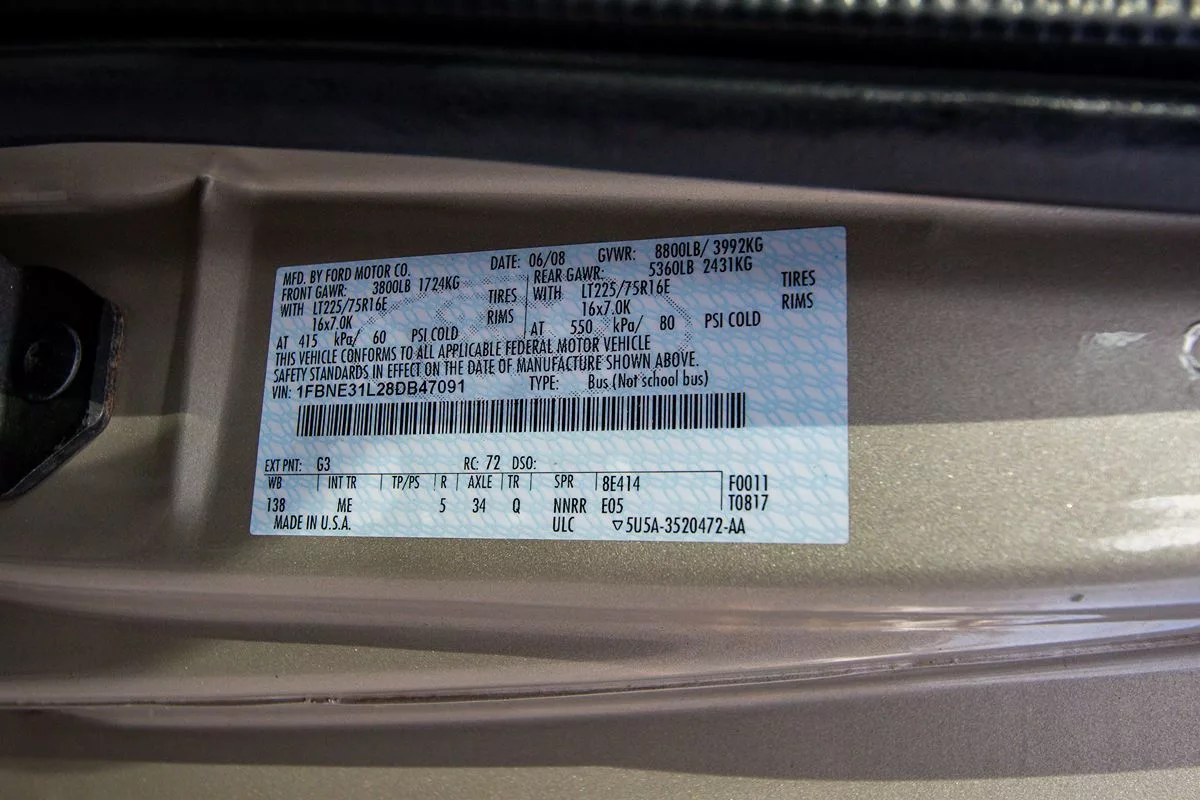 MFD. BY FORD MOTOR CO. DATE: 06/08 GVWR: 8800LB/ 3992KG
FRONT GAWR: 3800LB 1724KG REAR GAWR: 5360LB 2431KG
WITH LT225/75R16E TIRES WITH LT225/75R16E TIRES
16x7.0K RIMS 16x7.0K RIMS
AT 415 kPa/ 60 PSI COLD AT 550 kPa/ 80 PSI COLD
THIS VEHICLE CONFORMS TO ALL APPLICABLE FEDERAL MOTOR VEHICLE
SAFETY STANDARDS IN EFFECT ON THE DATE OF MANUFACTURE SHOWN ABOVE.
VIN: 1FBNE31L28DB47091 TYPE: Bus (Not school bus)
EXT PNT: G3 RC: 72 DSO:
WB INT TR TP/PS R AXLE TR SPR 8E414 F0011
138 ME 5 34 Q NNRR E05 T0817
MADE IN U.S.A. ULC ▽5U5A-3520472-AA